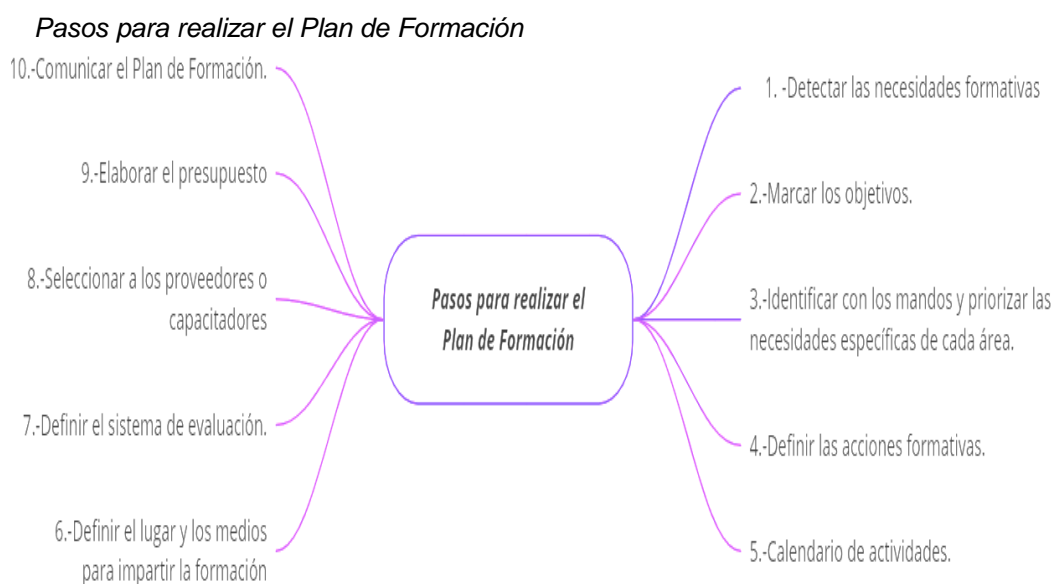 Pasos para realizar el Plan de Formación
10.-Comunicar el Plan de Formación.
9.-Elaborar el presupuesto
8.-Seleccionar a los proveedores o
capacitadores
7.-Definir el sistema de evaluación.
6.-Definir el lugar y los medios
para impartir la formación
Pasos para realizar el
Plan de Formación
1. -Detectar las necesidades formativas
2.-Marcar los objetivos.
3.-Identificar con los mandos y priorizar las
necesidades específicas de cada área.
4.-Definir las acciones formativas.
5.-Calendario de actividades.